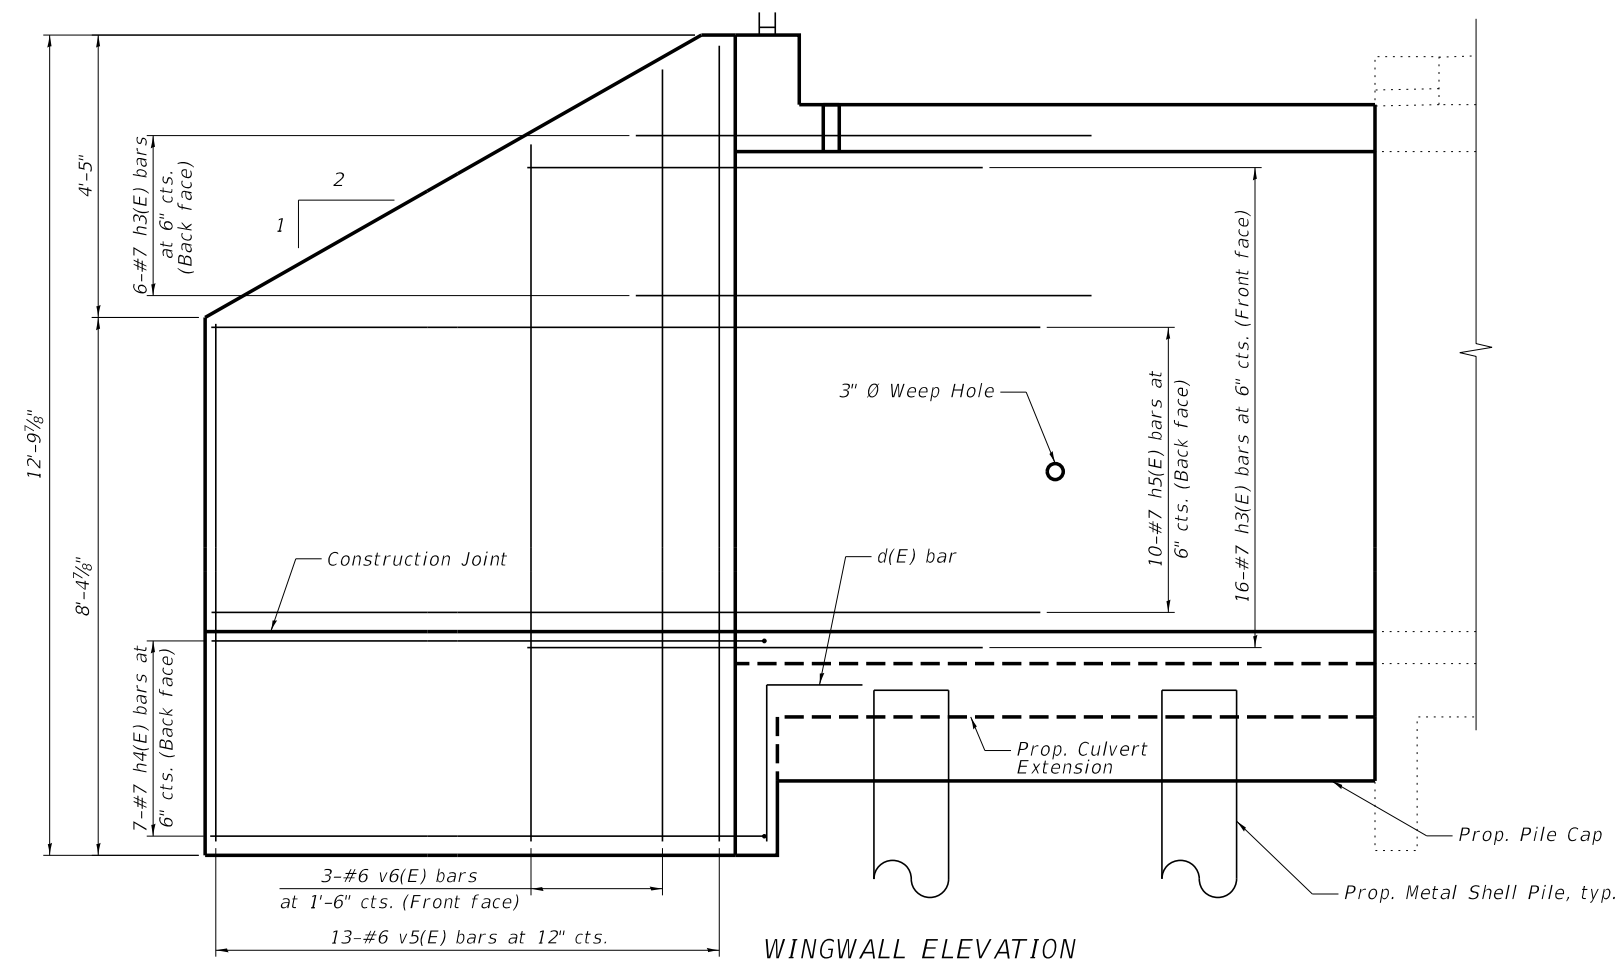 4'-5"
6-#7 h3(E) bars
at 6" cts.
(Back face)
2
1
12'-9⅞"
8'-4⅞"
3" Ø Weep Hole
10-#7 h5(E) bars at
6" cts. (Back face)
16-#7 h3(E) bars at 6" cts. (Front face)
Construction Joint
d(E) bar
7-#7 h4(E) bars at
6" cts. (Back face)
Prop. Culvert
Extension
Prop. Pile Cap
Prop. Metal Shell Pile, typ.
3-#6 v6(E) bars
at 1'-6" cts. (Front face)
13-#6 v5(E) bars at 12" cts.
WINGWALL ELEVATION